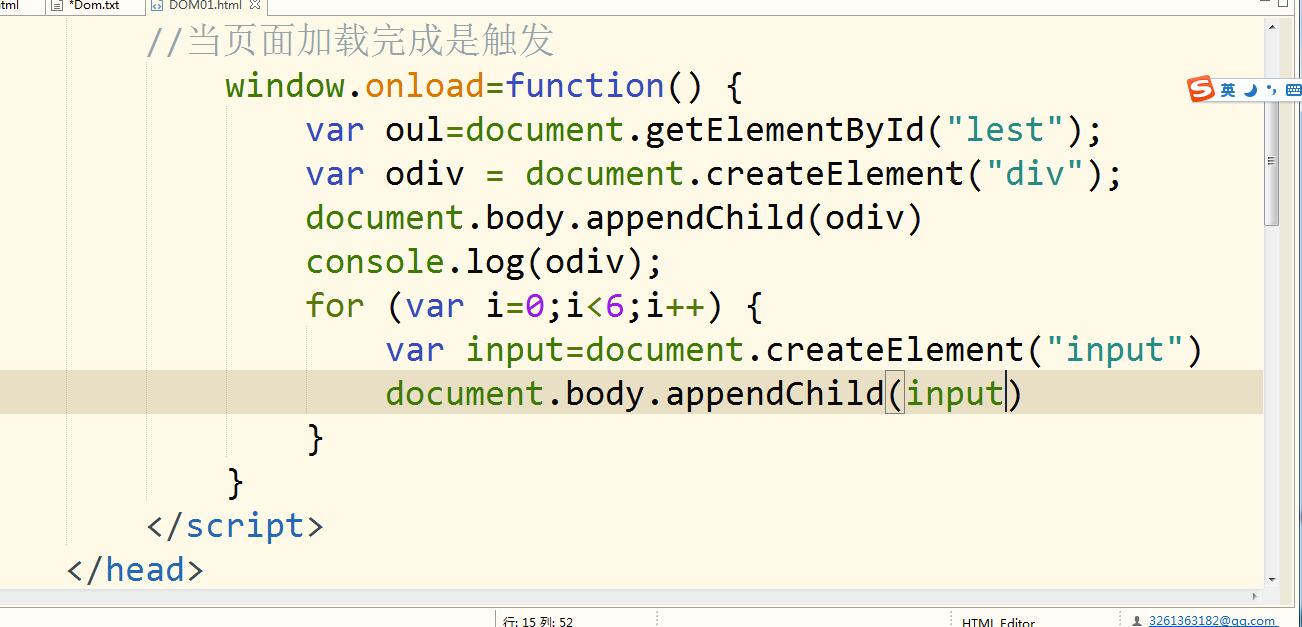 tml *Dom.txt DOM01.html
//当页面加载完成是触发
window.onload=function() {
var oul=document.getElementById("lest");
var odiv = document.createElement("div");
document.body.appendChild(odiv)
console.log(odiv);
for (var i=0;i<6;i++) {
var input=document.createElement("input")
document.body.appendChild(input)
}
}
</script>
</head>
英
行: 15 列: 52 HTML Editor 3261363182@qq.com